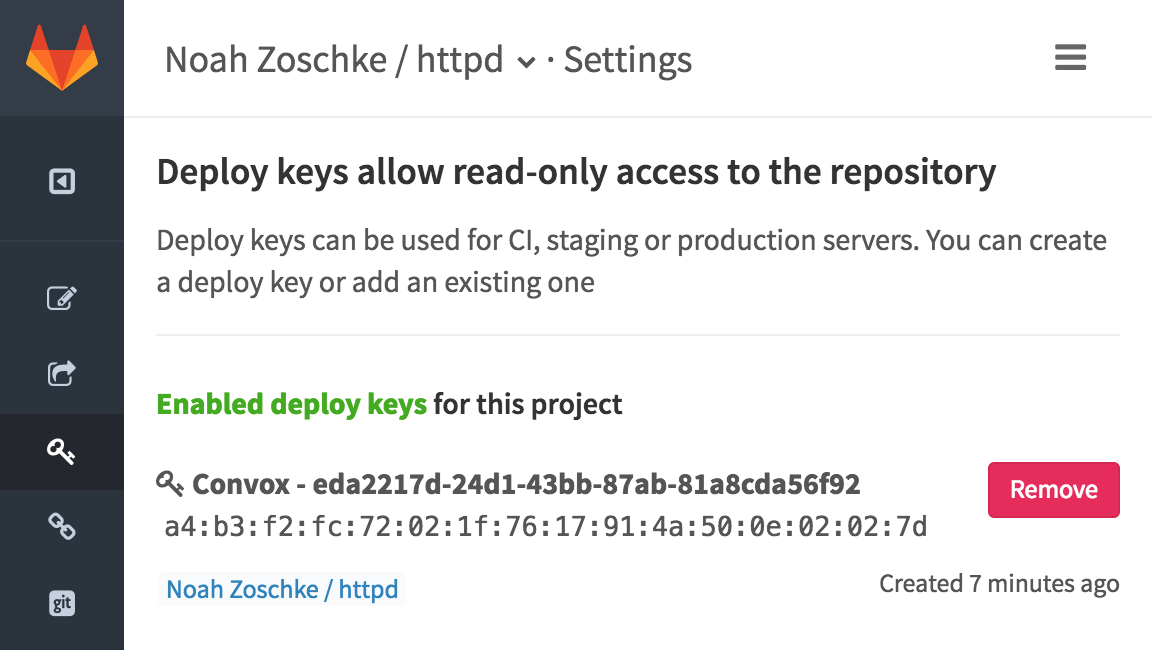 Noah Zoschke / httpd · Settings
Deploy keys allow read-only access to the repository
Deploy keys can be used for CI, staging or production servers. You can create
a deploy key or add an existing one
Enabled deploy keys for this project
Convox - eda2217d-24d1-43bb-87ab-81a8cda56f92
Remove
a4:b3:f2:fc:72:02:1f:76:17:91:4a:50:0e:02:02:7d
Noah Zoschke / httpd
Created 7 minutes ago
git